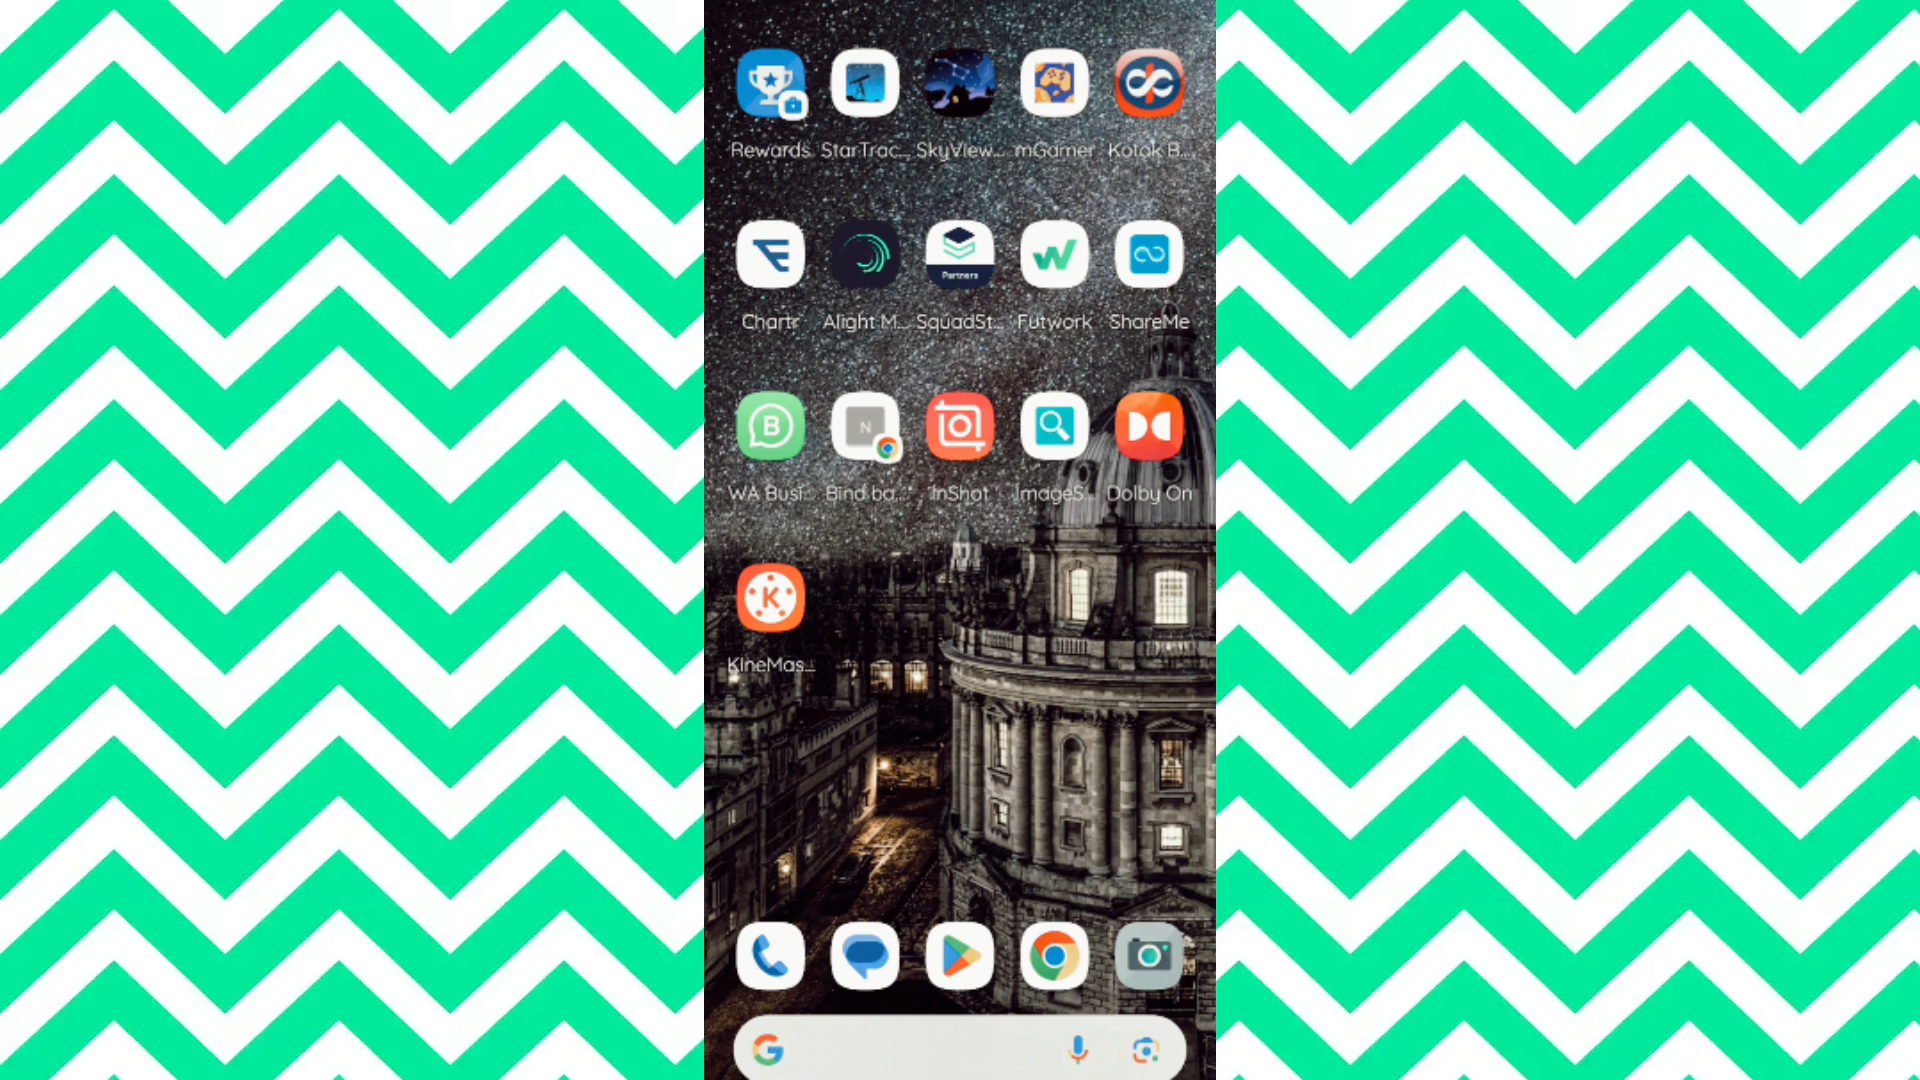 Rewards StarTrac... SkyView... mGamer Kotak B...
Partners
Chartr Alight M... SquadSt... Futwork ShareMe
B N
WA Busi... Bind ba... InShot ImageS... Dolby On
K
KineMas...
G